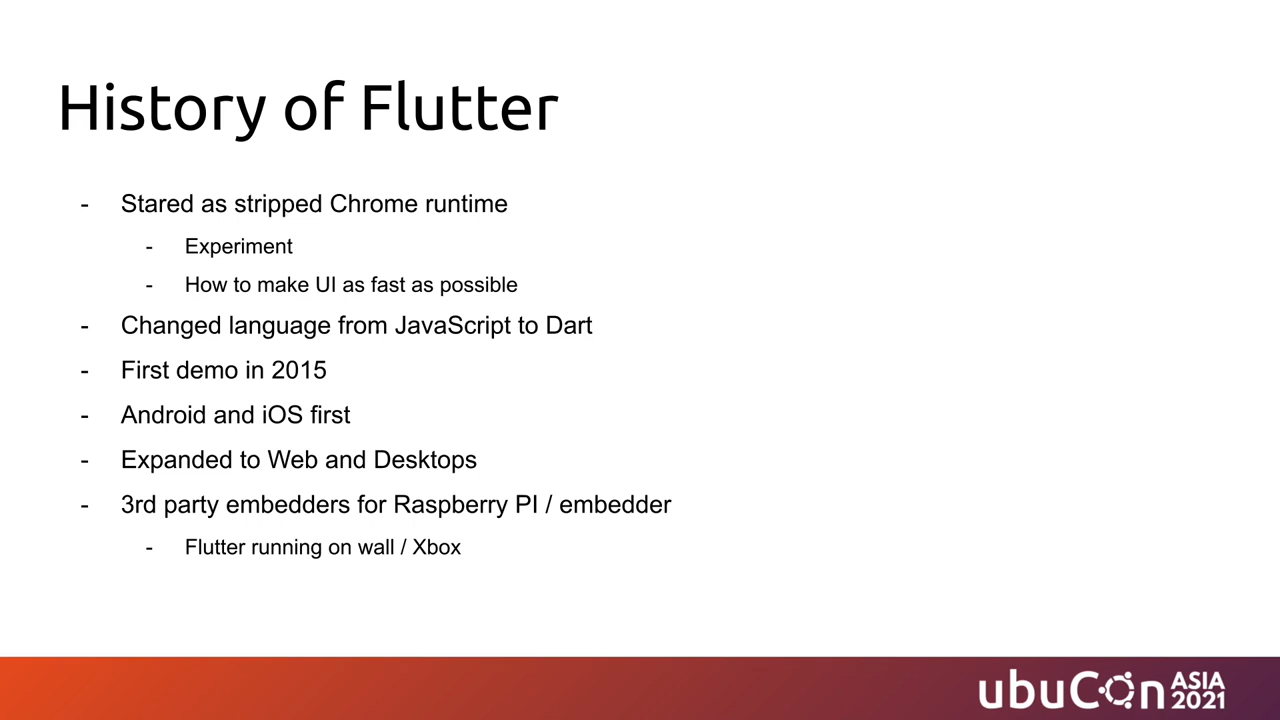 History of Flutter
- Stared as stripped Chrome runtime
- Experiment
- How to make UI as fast as possible
- Changed language from JavaScript to Dart
- First demo in 2015
- Android and iOS first
- Expanded to Web and Desktops
- 3rd party embedders for Raspberry PI / embedder
- Flutter running on wall / Xbox
ubuCon ASIA 2021